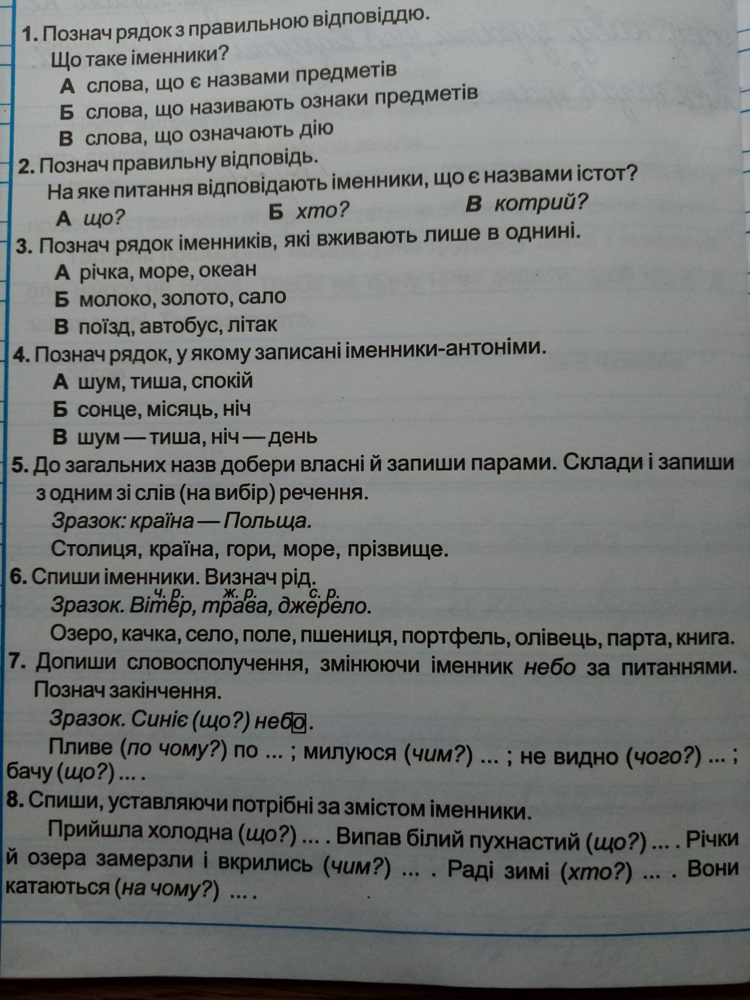 1. Познач рядок з правильною відповіддю.
Що таке іменники?
А слова, що є назвами предметів
Б слова, що називають ознаки предметів
В слова, що означають дію
2. Познач правильну відповідь.
На яке питання відповідають іменники, що є назвами істот?
А що? Б хто? В котрий?
3. Познач рядок іменників, які вживають лише в однині.
А річка, море, океан
Б молоко, золото, сало
В поїзд, автобус, літак
4. Познач рядок, у якому записані іменники-антоніми.
А шум, тиша, спокій
Б сонце, місяць, ніч
В шум — тиша, ніч — день
5. До загальних назв добери власні й запиши парами. Склади і запиши
з одним зі слів (на вибір) речення.
Зразок: країна — Польща.
Столиця, країна, гори, море, прізвище.
6. Спиши іменники. Визнач рід.
ч. р. ж. р. с. р.
Зразок. Вітер, трава, джерело.
Озеро, качка, село, поле, пшениця, портфель, олівець, парта, книга.
7. Допиши словосполучення, змінюючи іменник небо за питаннями.
Познач закінчення.
Зразок. Синіє (що?) небо.
Пливе (по чому?) по ... ; милуюся (чим?) ... ; не видно (чого?) ... ;
бачу (що?) ... .
8. Спиши, уставляючи потрібні за змістом іменники.
Прийшла холодна (що?) ... . Випав білий пухнастий (що?) ... . Річки
й озера замерзли і вкрились (чим?) ... . Раді зимі (хто?) ... . Вони
катаються (на чому?) ... .